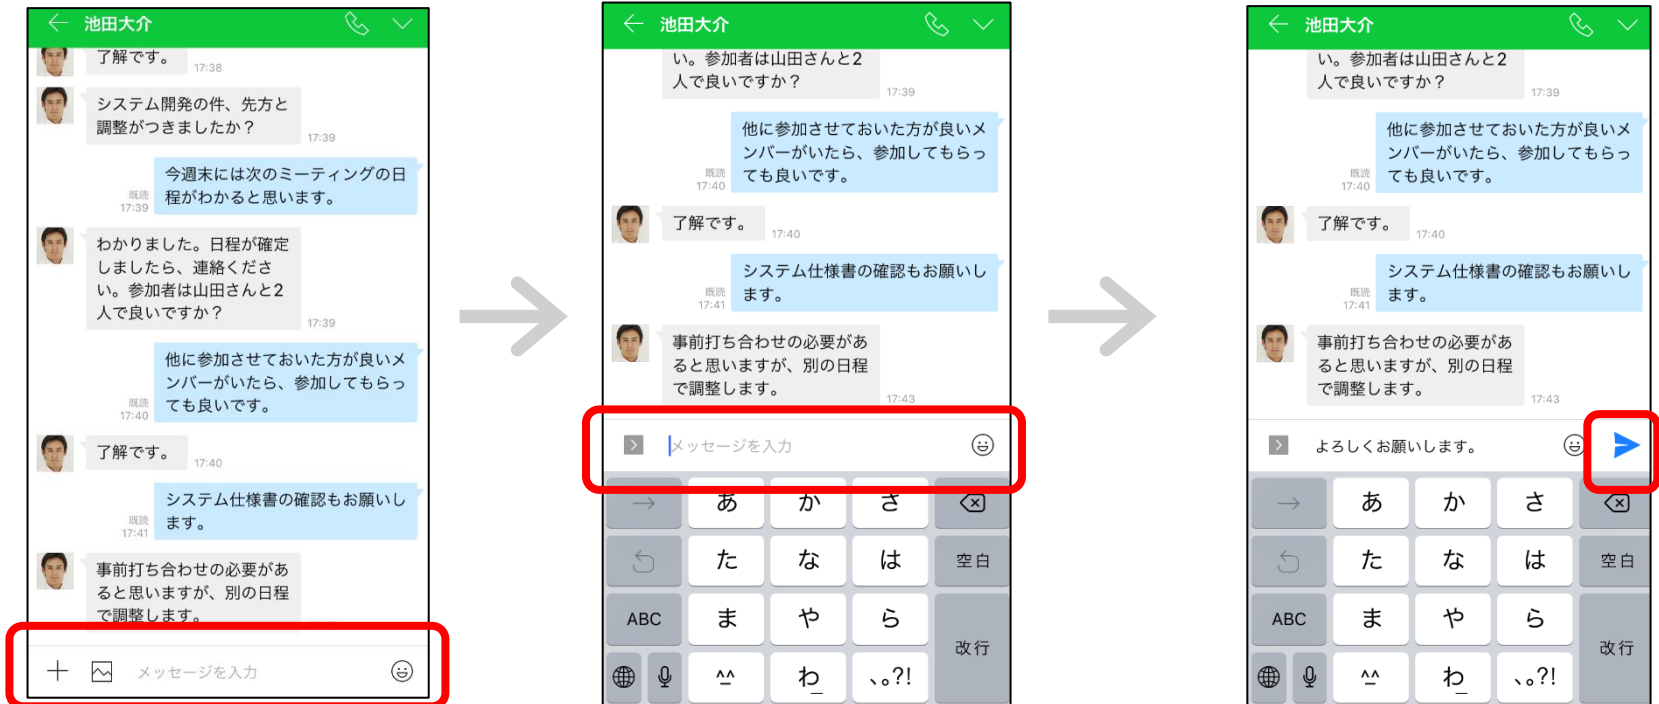 池田大介
了解です。
17:38
システム開発の件、先方と
調整がつきましたか？
17:39
今週末には次のミーティングの日
程がわかると思います。
既読
17:39
わかりました。日程が確定
しましたら、連絡くださ
い。参加者は山田さんと2
人で良いですか？
17:39
他に参加させておいた方が良いメ
ンバーがいたら、参加してもらっ
ても良いです。
既読
17:40
了解です。
17:40
システム仕様書の確認もお願いし
ます。
既読
17:41
事前打ち合わせの必要があ
ると思いますが、別の日程
で調整します。
メッセージを入力
池田大介
い。参加者は山田さんと2
人で良いですか？
17:39
他に参加させておいた方が良いメ
ンバーがいたら、参加してもらっ
ても良いです。
既読
17:40
了解です。
17:40
システム仕様書の確認もお願いし
ます。
既読
17:41
事前打ち合わせの必要があ
ると思いますが、別の日程
で調整します。
17:43
メッセージを入力
→ あ か さ
た な は 空白
ABC ま や ら
改行
^^ わ 、。?!
池田大介
い。参加者は山田さんと2
人で良いですか？
17:39
他に参加させておいた方が良いメ
ンバーがいたら、参加してもらっ
ても良いです。
既読
17:40
了解です。
17:40
システム仕様書の確認もお願いし
ます。
既読
17:41
事前打ち合わせの必要があ
ると思いますが、別の日程
で調整します。
17:43
よろしくお願いします。
→ あ か さ
た な は 空白
ABC ま や ら
改行
^^ わ 、。?!